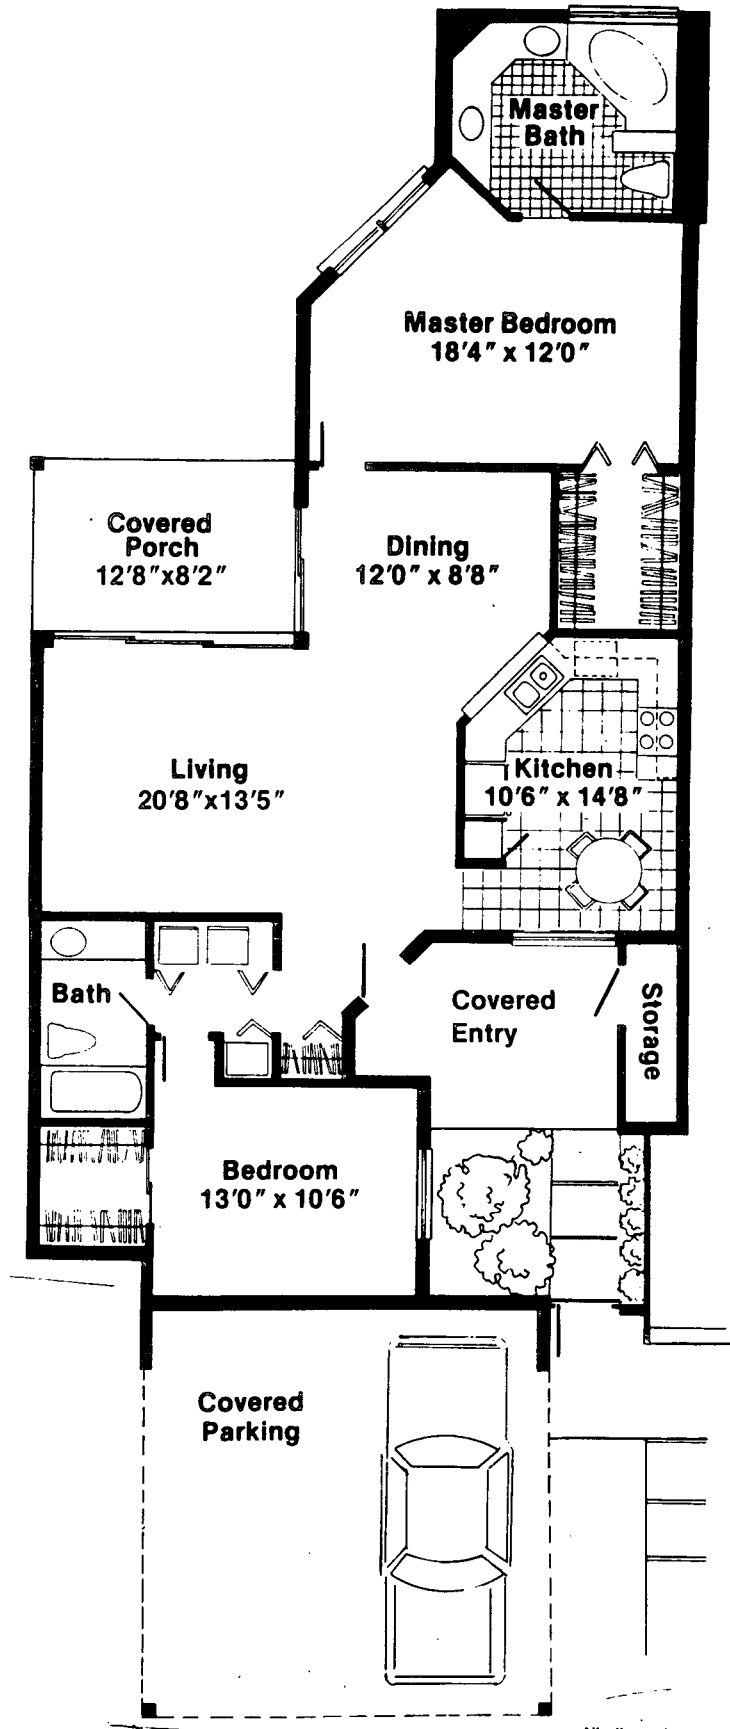 Master
Bath
Master Bedroom
18'4" x 12'0"
Covered
Porch
12'8"x8'2"
Dining
12'0" x 8'8"
Living
20'8"x13'5"
Kitchen
10'6" x 14'8"
Bath
Covered
Entry
Storage
Bedroom
13'0" x 10'6"
Covered
Parking